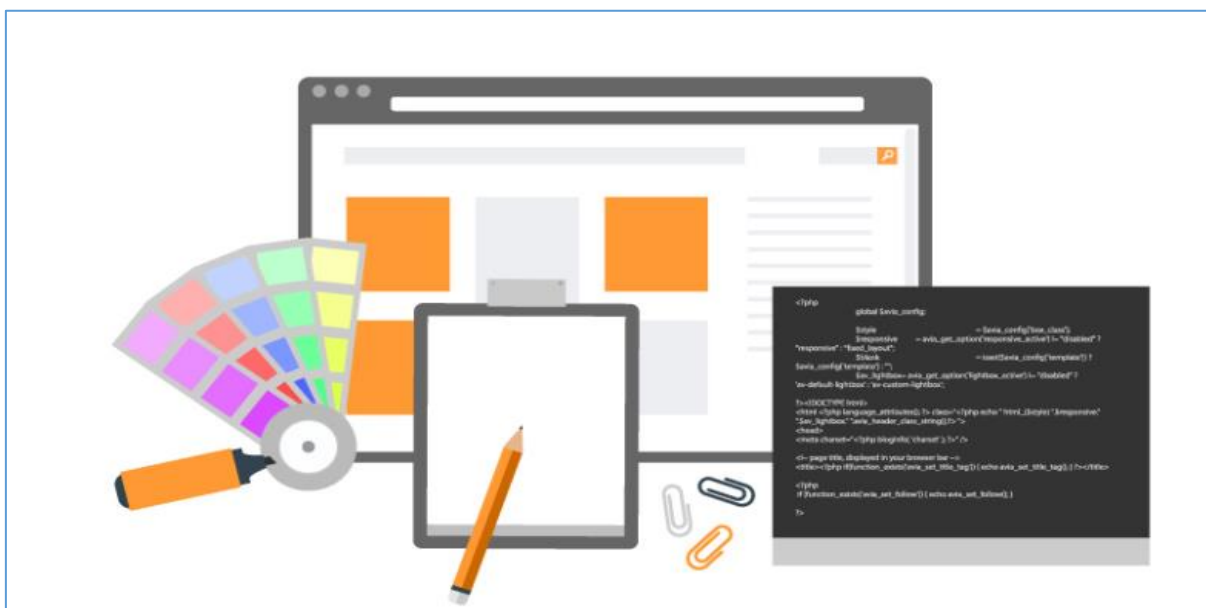 <?php
global $avia_config;
$style = $avia_config['box_class'];
$responsive = avia_get_option('responsive_active') != "disabled" ?
"responsive" : "fixed_layout";
$blank = isset($avia_config['template']) ?
$avia_config['template'] : "";
$av_lightbox = avia_get_option('lightbox_active') != "disabled" ?
'av-default-lightbox' : 'av-custom-lightbox';
?><!DOCTYPE html>
<html <?php language_attributes(); ?> class="<?php echo " html_{$style} ".$responsive."
".$av_lightbox." ".avia_header_class_string();?> ">
<head>
<meta charset="<?php bloginfo( 'charset' ); ?>" />
<!-- page title, displayed in your browser bar -->
<title><?php if(function_exists('avia_set_title_tag')) { echo avia_set_title_tag(); } ?></title>
<?php
if (function_exists('avia_set_follow')) { echo avia_set_follow(); }
?>